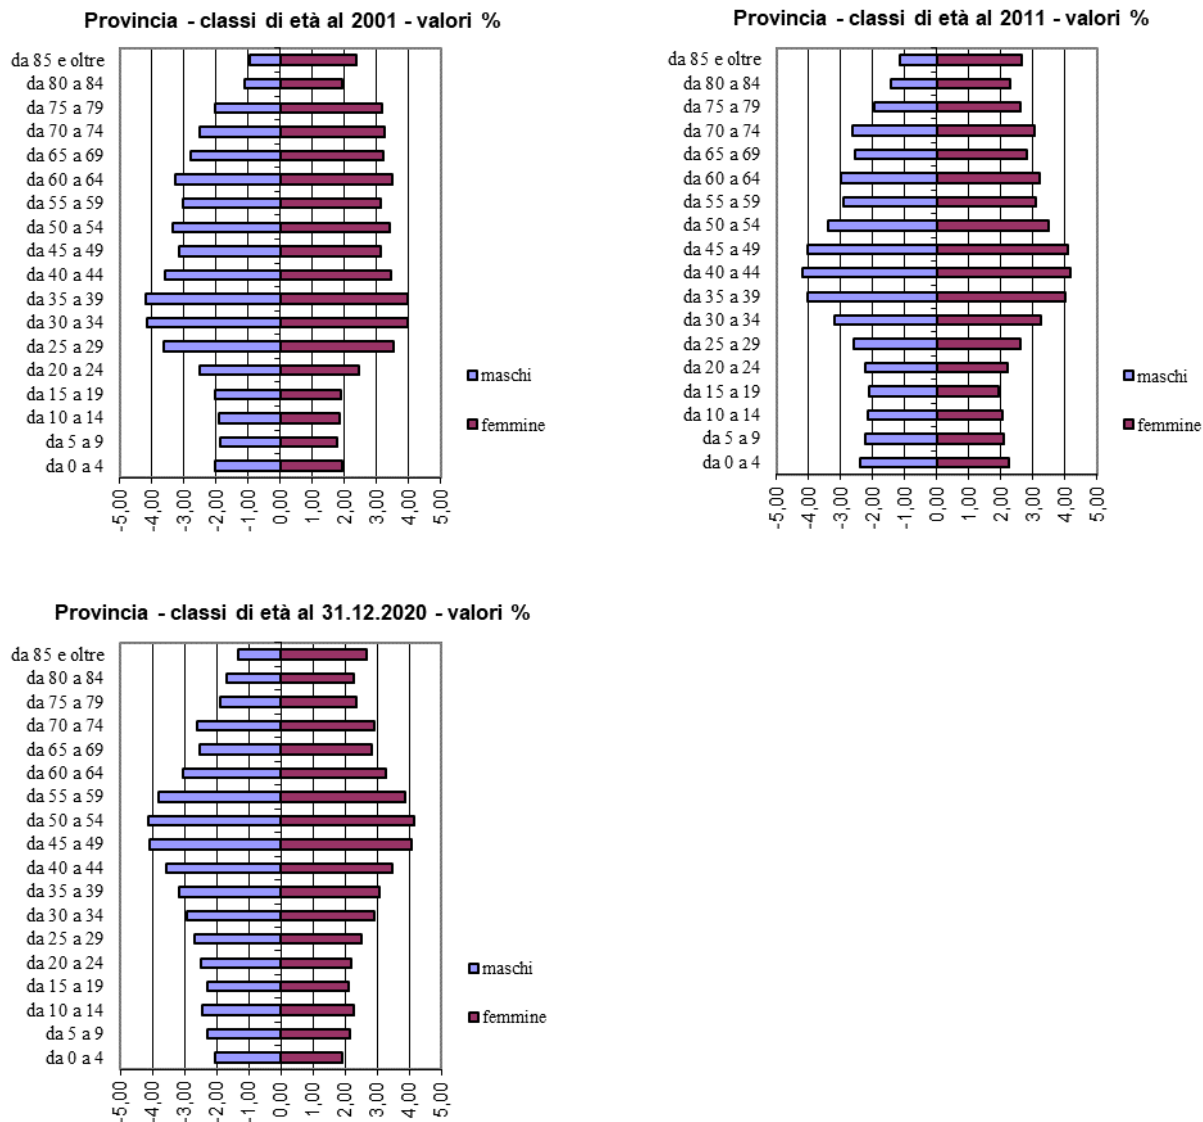 Provincia - classi di età al 2001 - valori %
da 85 e oltre
da 80 a 84
da 75 a 79
da 70 a 74
da 65 a 69
da 60 a 64
da 55 a 59
da 50 a 54
da 45 a 49
da 40 a 44
da 35 a 39
da 30 a 34
da 25 a 29
da 20 a 24
da 15 a 19
da 10 a 14
da 5 a 9
da 0 a 4
-5,00 -4,00 -3,00 -2,00 -1,00 0,00 1,00 2,00 3,00 4,00 5,00
maschi
femmine
Provincia - classi di età al 2011 - valori %
da 85 e oltre
da 80 a 84
da 75 a 79
da 70 a 74
da 65 a 69
da 60 a 64
da 55 a 59
da 50 a 54
da 45 a 49
da 40 a 44
da 35 a 39
da 30 a 34
da 25 a 29
da 20 a 24
da 15 a 19
da 10 a 14
da 5 a 9
da 0 a 4
-5,00 -4,00 -3,00 -2,00 -1,00 0,00 1,00 2,00 3,00 4,00 5,00
maschi
femmine
Provincia - classi di età al 31.12.2020 - valori %
da 85 e oltre
da 80 a 84
da 75 a 79
da 70 a 74
da 65 a 69
da 60 a 64
da 55 a 59
da 50 a 54
da 45 a 49
da 40 a 44
da 35 a 39
da 30 a 34
da 25 a 29
da 20 a 24
da 15 a 19
da 10 a 14
da 5 a 9
da 0 a 4
-5,00 -4,00 -3,00 -2,00 -1,00 0,00 1,00 2,00 3,00 4,00 5,00
maschi
femmine